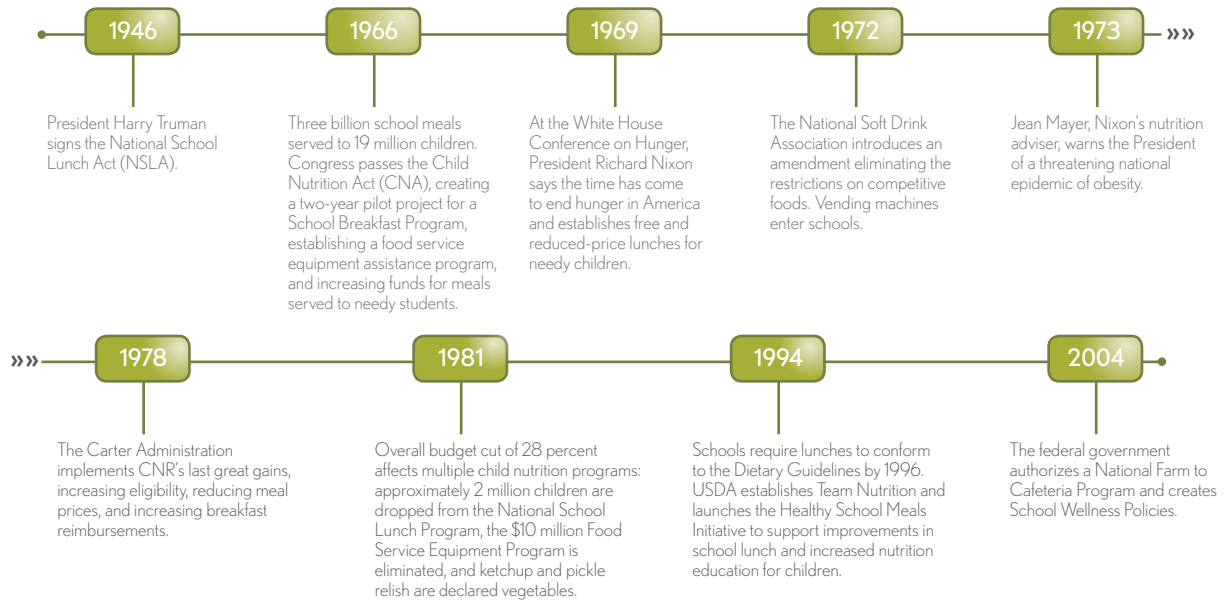 1946
1966
1969
1972
1973
»»
President Harry Truman
signs the National School
Lunch Act (NSLA).
Three billion school meals
served to 19 million children.
Congress passes the Child
Nutrition Act (CNA), creating
a two-year pilot project for a
School Breakfast Program,
establishing a food service
equipment assistance program,
and increasing funds for meals
served to needy students.
At the White House
Conference on Hunger,
President Richard Nixon
says the time has come
to end hunger in America
and establishes free and
reduced-price lunches for
needy children.
The National Soft Drink
Association introduces an
amendment eliminating the
restrictions on competitive
foods. Vending machines
enter schools.
Jean Mayer, Nixon's nutrition
adviser, warns the President
of a threatening national
epidemic of obesity.
»»
1978
1981
1994
2004
The Carter Administration
implements CNR's last great gains,
increasing eligibility, reducing meal
prices, and increasing breakfast
reimbursements.
Overall budget cut of 28 percent
affects multiple child nutrition programs:
approximately 2 million children are
dropped from the National School
Lunch Program, the $10 million Food
Service Equipment Program is
eliminated, and ketchup and pickle
relish are declared vegetables.
Schools require lunches to conform
to the Dietary Guidelines by 1996.
USDA establishes Team Nutrition and
launches the Healthy School Meals
Initiative to support improvements in
school lunch and increased nutrition
education for children.
The federal government
authorizes a National Farm to
Cafeteria Program and creates
School Wellness Policies.